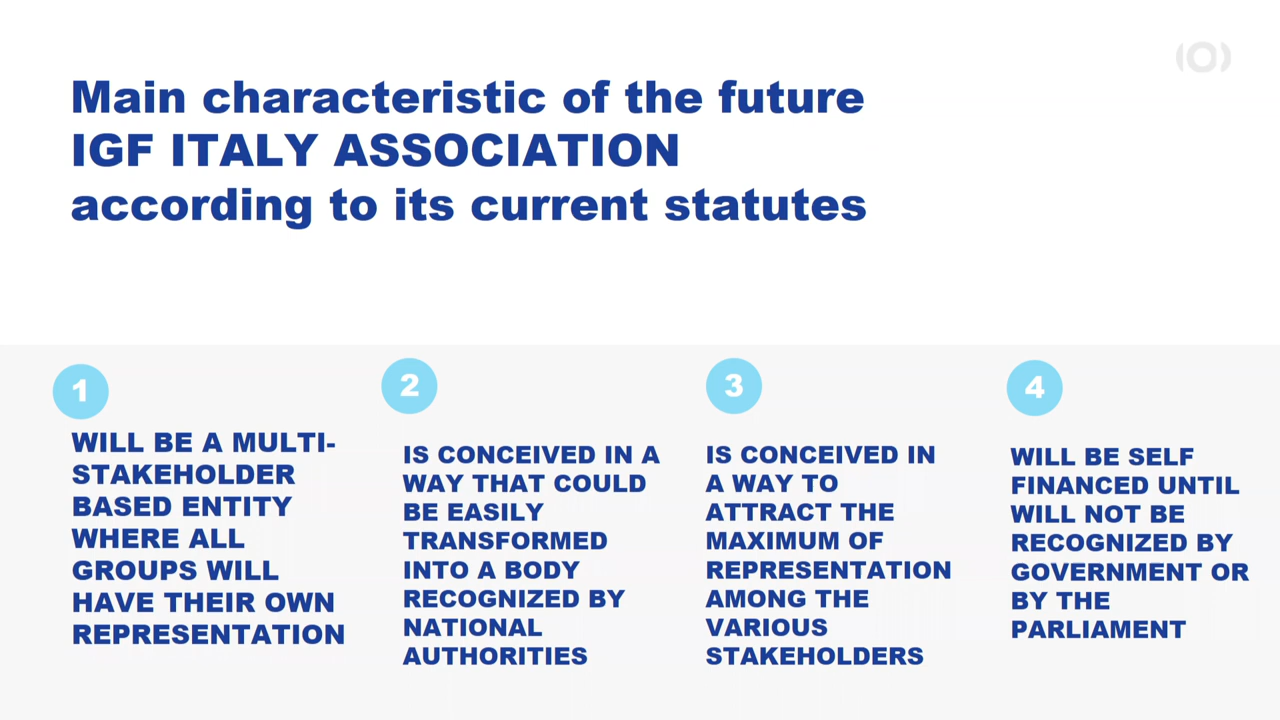 Main characteristic of the future
IGF ITALY ASSOCIATION
according to its current statutes
1
WILL BE A MULTI-
STAKEHOLDER
BASED ENTITY
WHERE ALL
GROUPS WILL
HAVE THEIR OWN
REPRESENTATION
2
IS CONCEIVED IN A
WAY THAT COULD
BE EASILY
TRANSFORMED
INTO A BODY
RECOGNIZED BY
NATIONAL
AUTHORITIES
3
IS CONCEIVED IN
A WAY TO
ATTRACT THE
MAXIMUM OF
REPRESENTATION
AMONG THE
VARIOUS
STAKEHOLDERS
4
WILL BE SELF
FINANCED UNTIL
WILL NOT BE
RECOGNIZED BY
GOVERNMENT OR
BY THE
PARLIAMENT